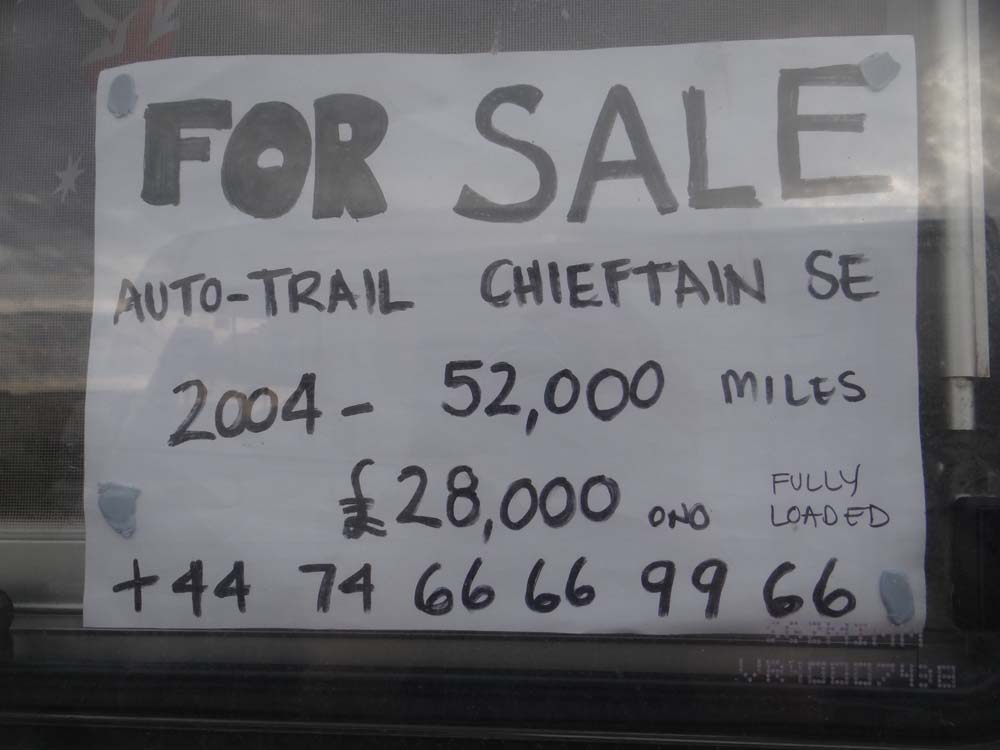 FOR SALE
AUTO-TRAIL CHIEFTAIN SE
2004 - 52,000 MILES
£28,000 ONO FULLY LOADED
+44 74 66 66 99 66